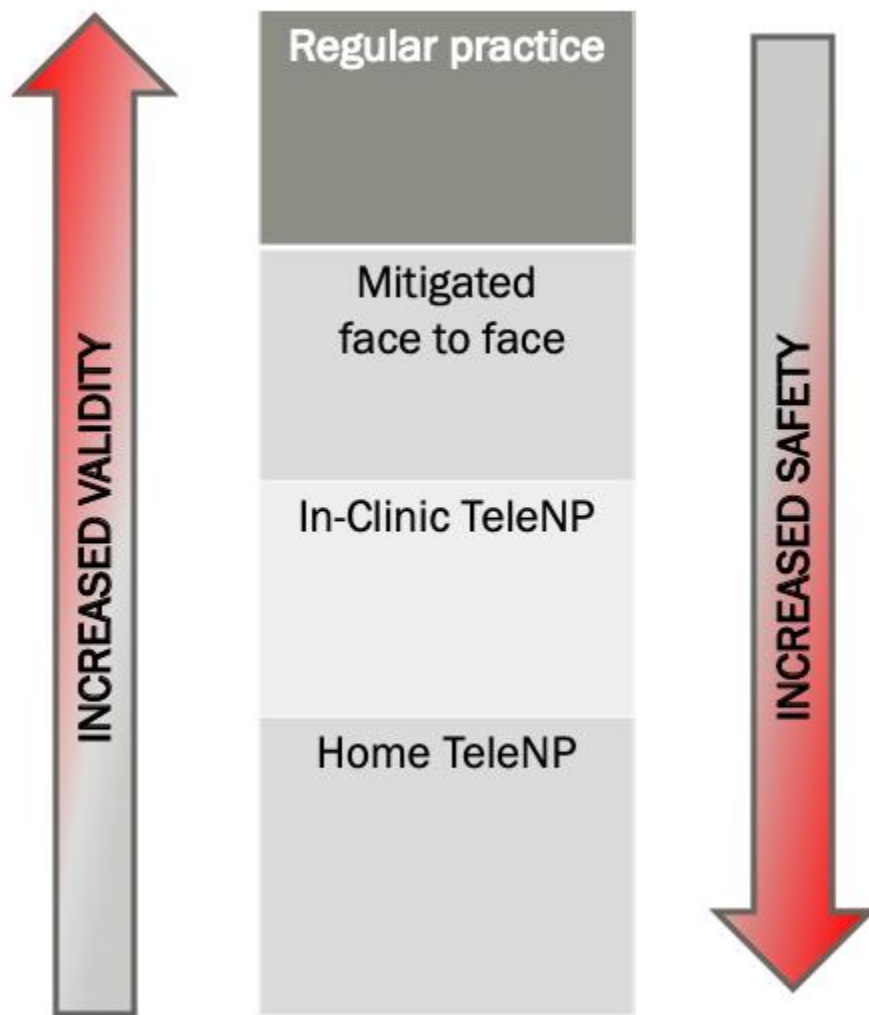 Regular practice
Mitigated
face to face
In-Clinic TeleNP
Home TeleNP
INCREASED VALIDITY
INCREASED SAFETY